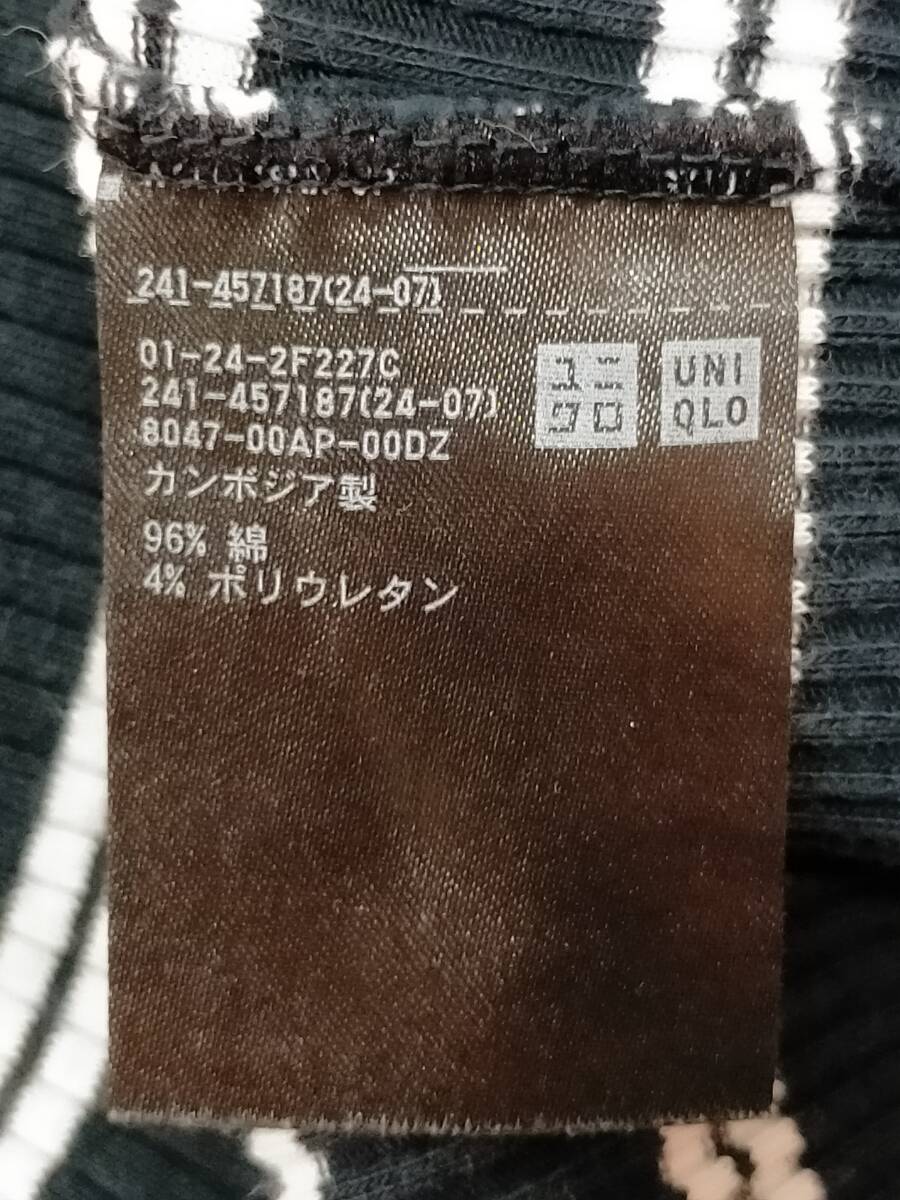 241-457187(24-07)
01-24-2F227C
241-457187(24-07)
8047-00AP-00DZ
カンボジア製
96% 綿
4% ポリウレタン
ユニ
クロ
UNI
QLO